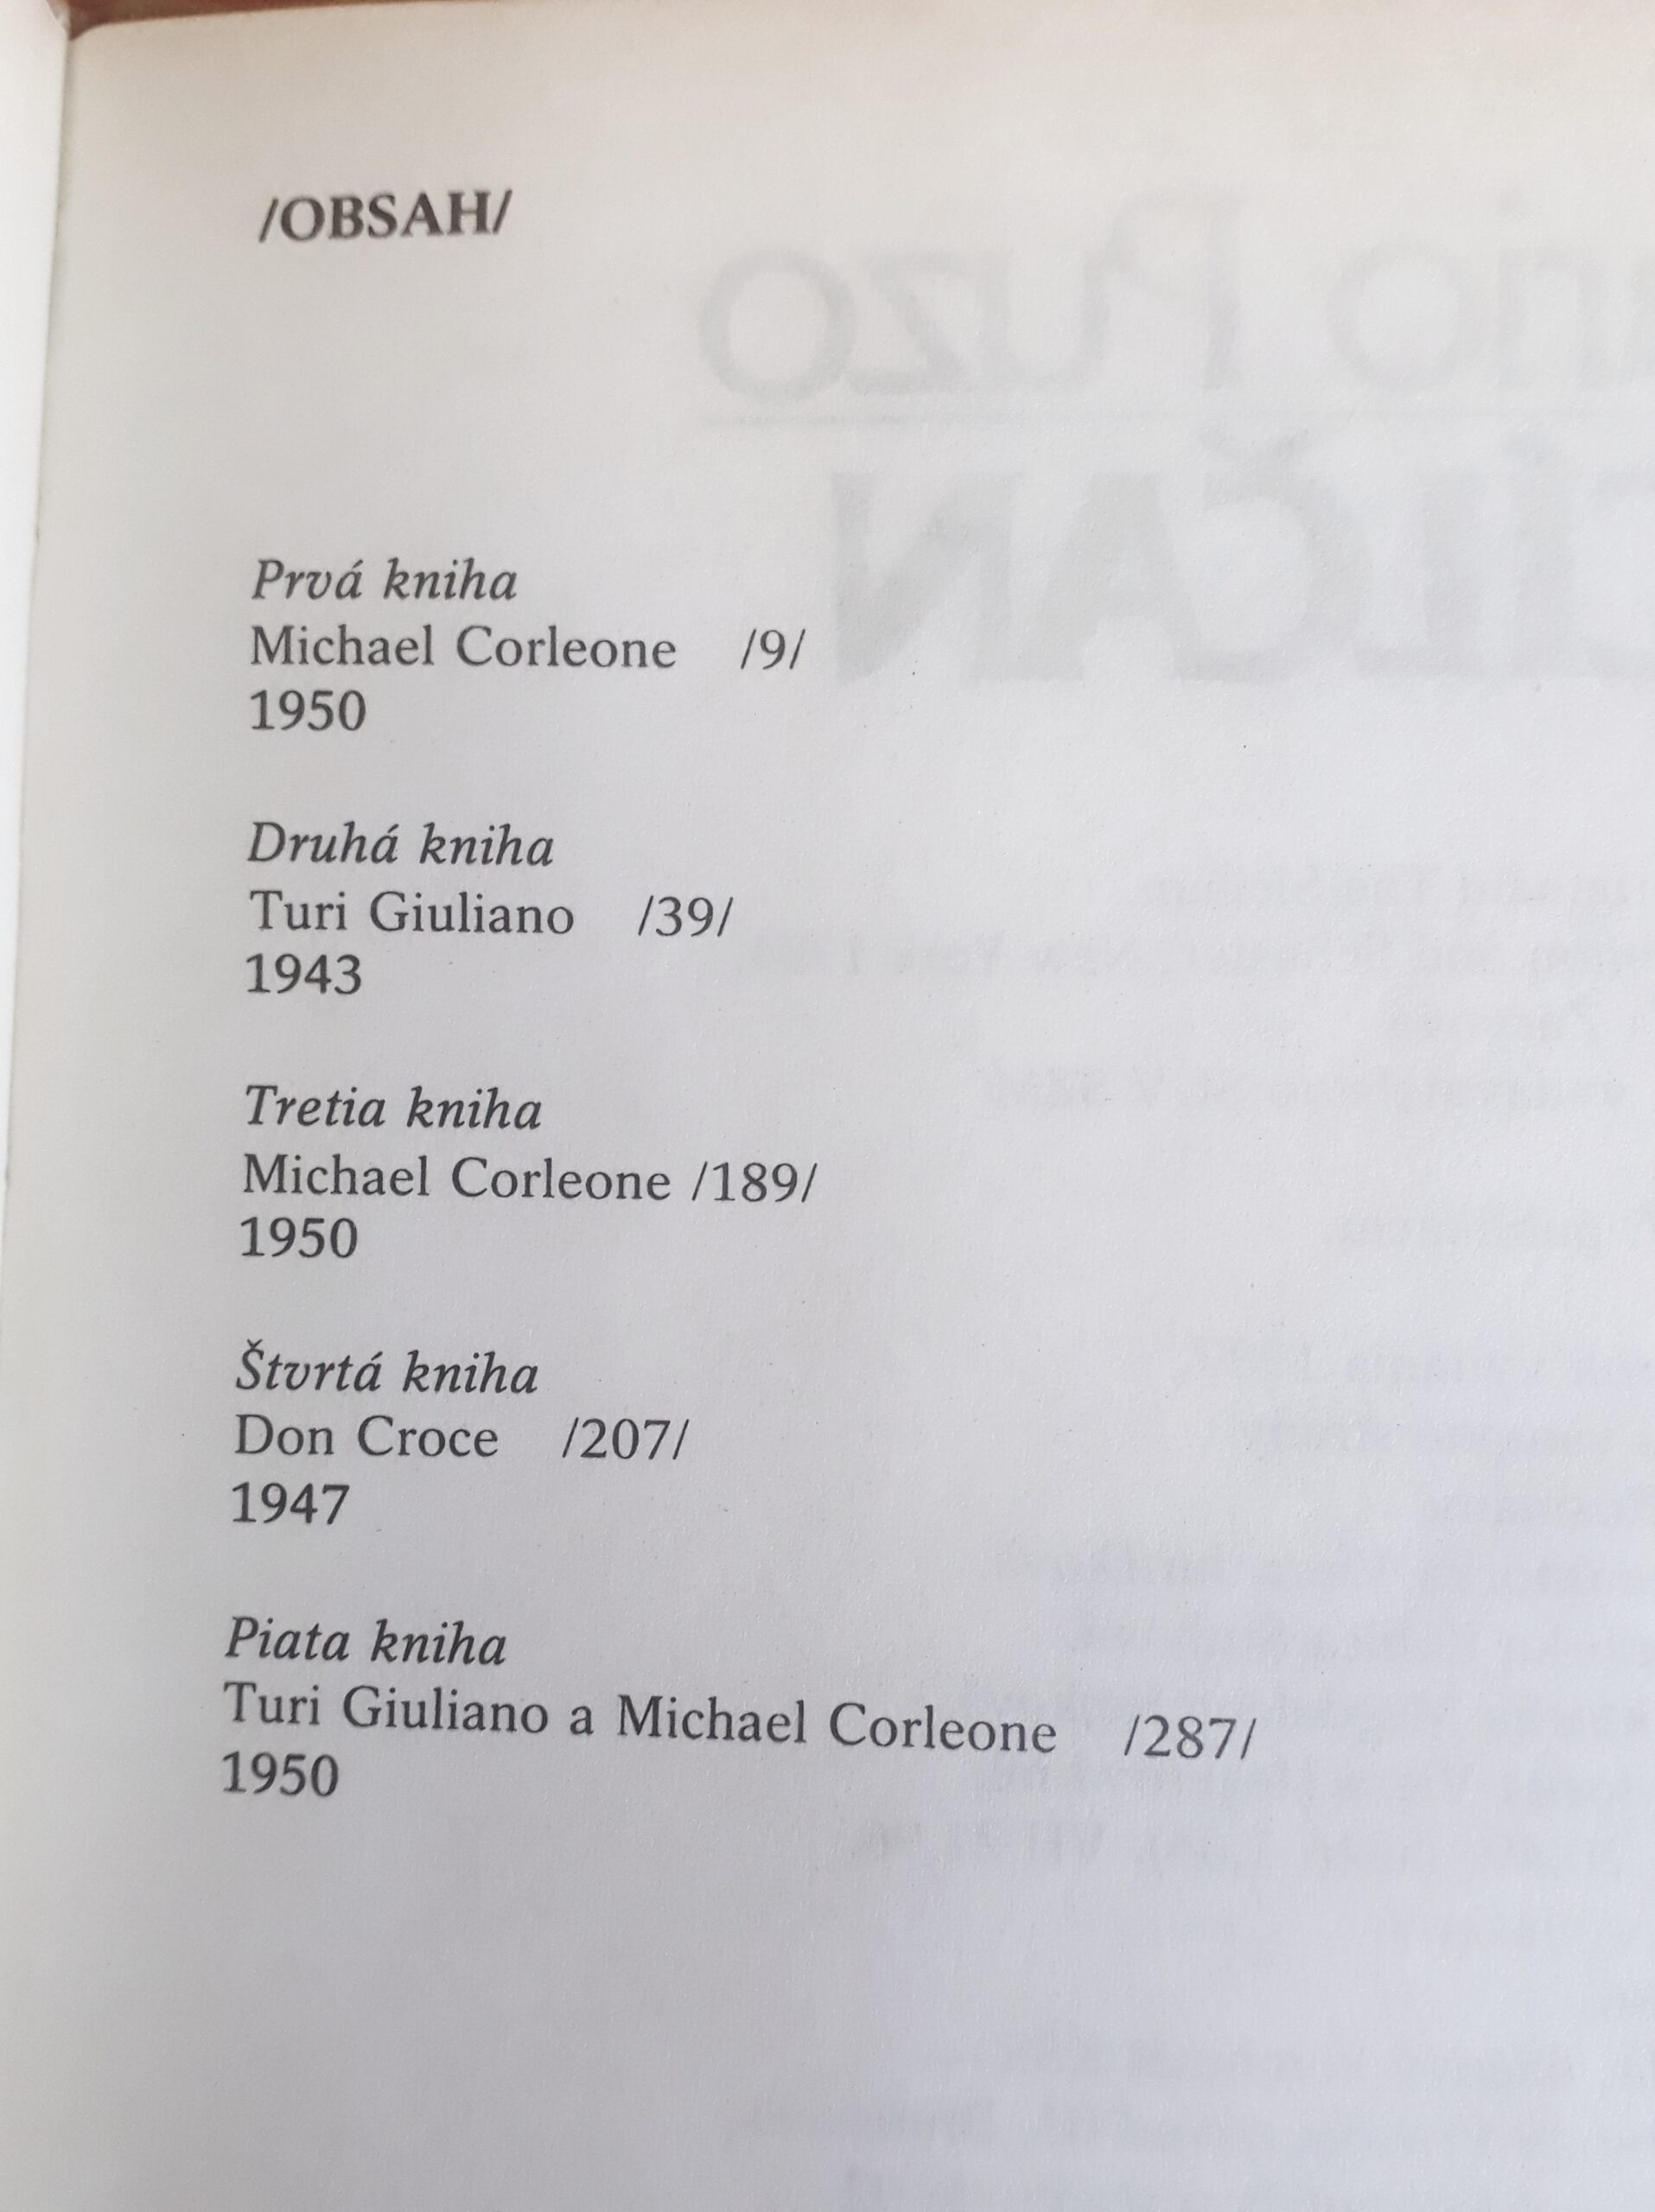 /OBSAH/
Prvá kniha
Michael Corleone /9/
1950
Druhá kniha
Turi Giuliano /39/
1943
Tretia kniha
Michael Corleone /189/
1950
Štvrtá kniha
Don Croce /207/
1947
Piata kniha
Turi Giuliano a Michael Corleone /287/
1950